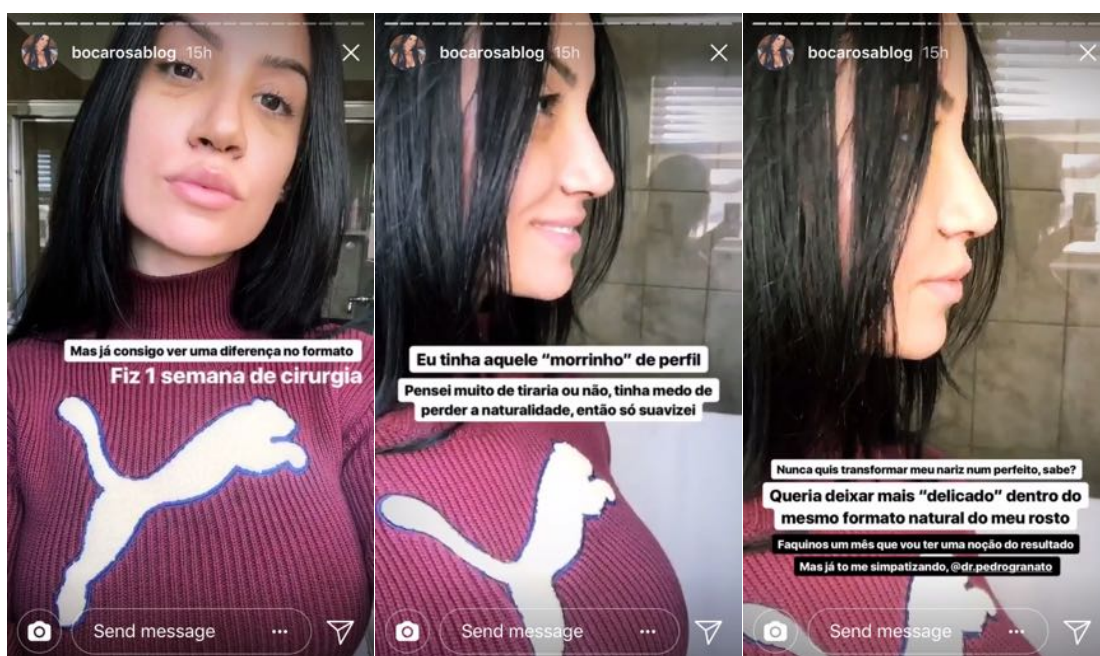 bocarosablog 15h
Mas já consigo ver uma diferença no formato
Fiz 1 semana de cirurgia
Send message
bocarosablog 15h
Eu tinha aquele “morrinho” de perfil
Pensei muito de tiraria ou não, tinha medo de
perder a naturalidade, então só suavizei
Send message
bocarosablog 15h
Nunca quis transformar meu nariz num perfeito, sabe?
Queria deixar mais “delicado” dentro do
mesmo formato natural do meu rosto
Faquinos um mês que vou ter uma noção do resultado
Mas já to me simpatizando, @dr.pedrogranato
Send message